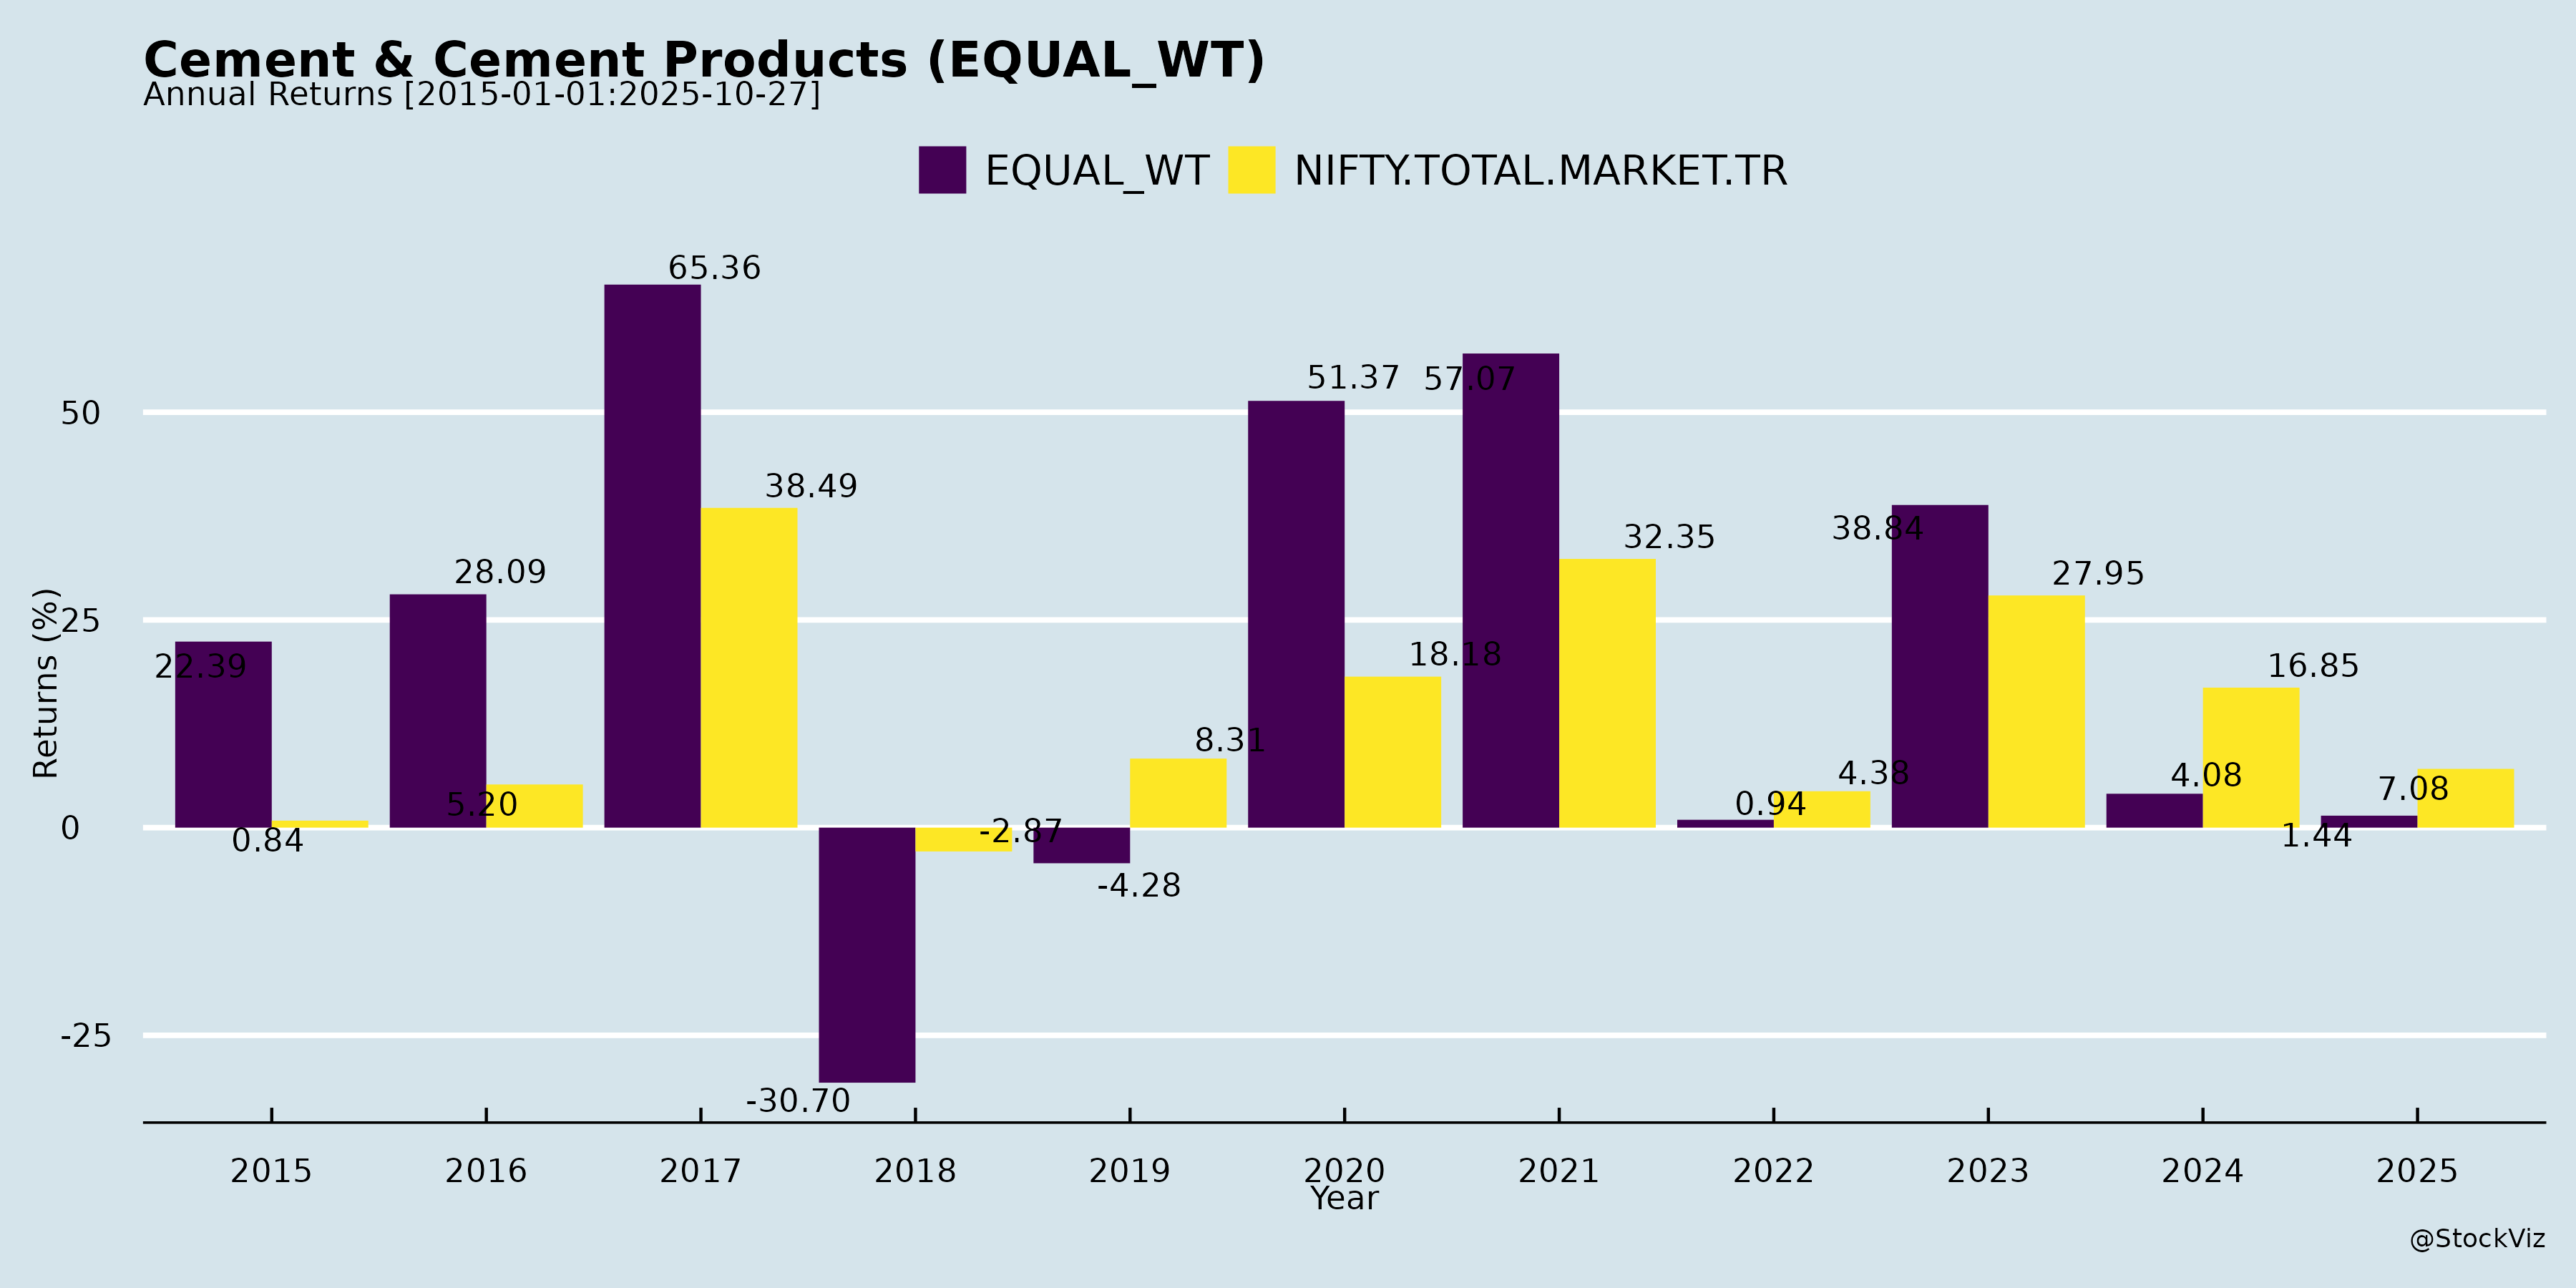 Cement & Cement Products (EQUAL_WT)
Annual Returns [2015-01-01:2025-10-27]
EQUAL_WT NIFTY.TOTAL.MARKET.TR
65.36
51.37 57.07
50
38.49
32.35 38.84
28.09 27.95
25
22.39 18.18 16.85
8.31
5.20 4.38 4.08 7.08
0.94
0
0.84 -2.87 1.44
-4.28
-25
-30.70
Returns (%)
2015 2016 2017 2018 2019 2020 2021 2022 2023 2024 2025
Year
@StockViz